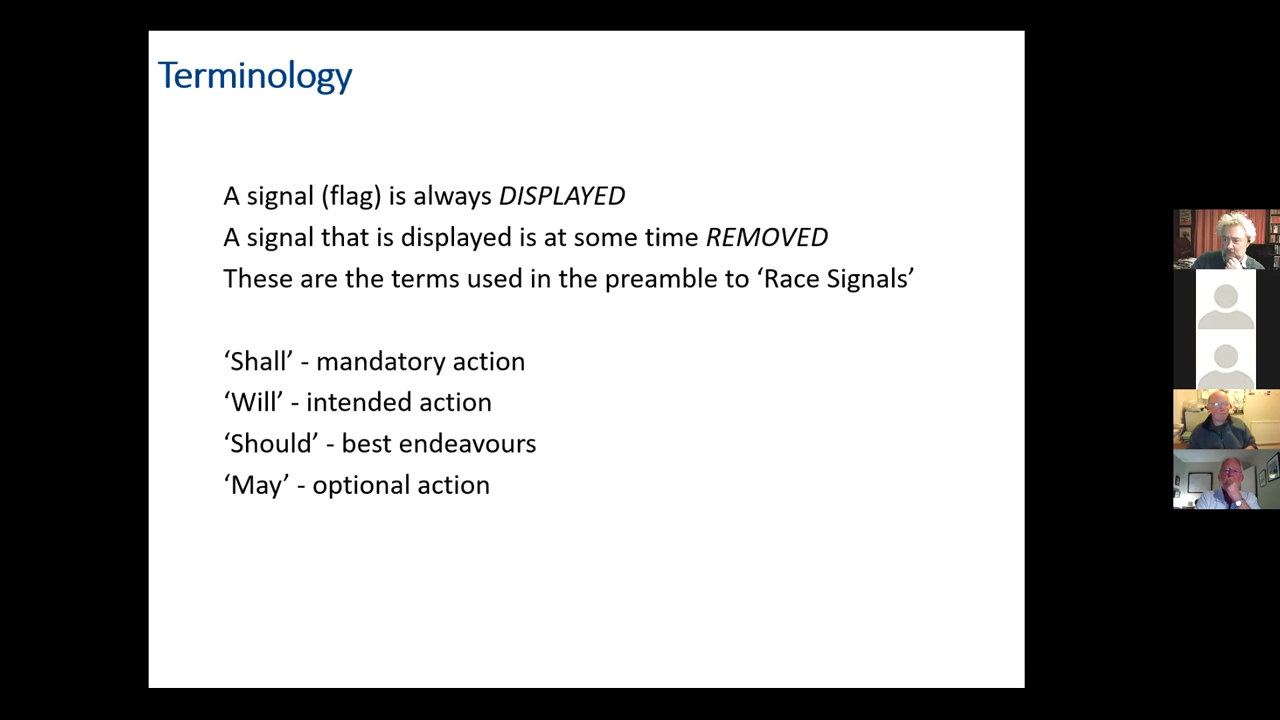 Terminology
A signal (flag) is always DISPLAYED
A signal that is displayed is at some time REMOVED
These are the terms used in the preamble to ‘Race Signals’
‘Shall’ - mandatory action
‘Will’ - intended action
‘Should’ - best endeavours
‘May’ - optional action